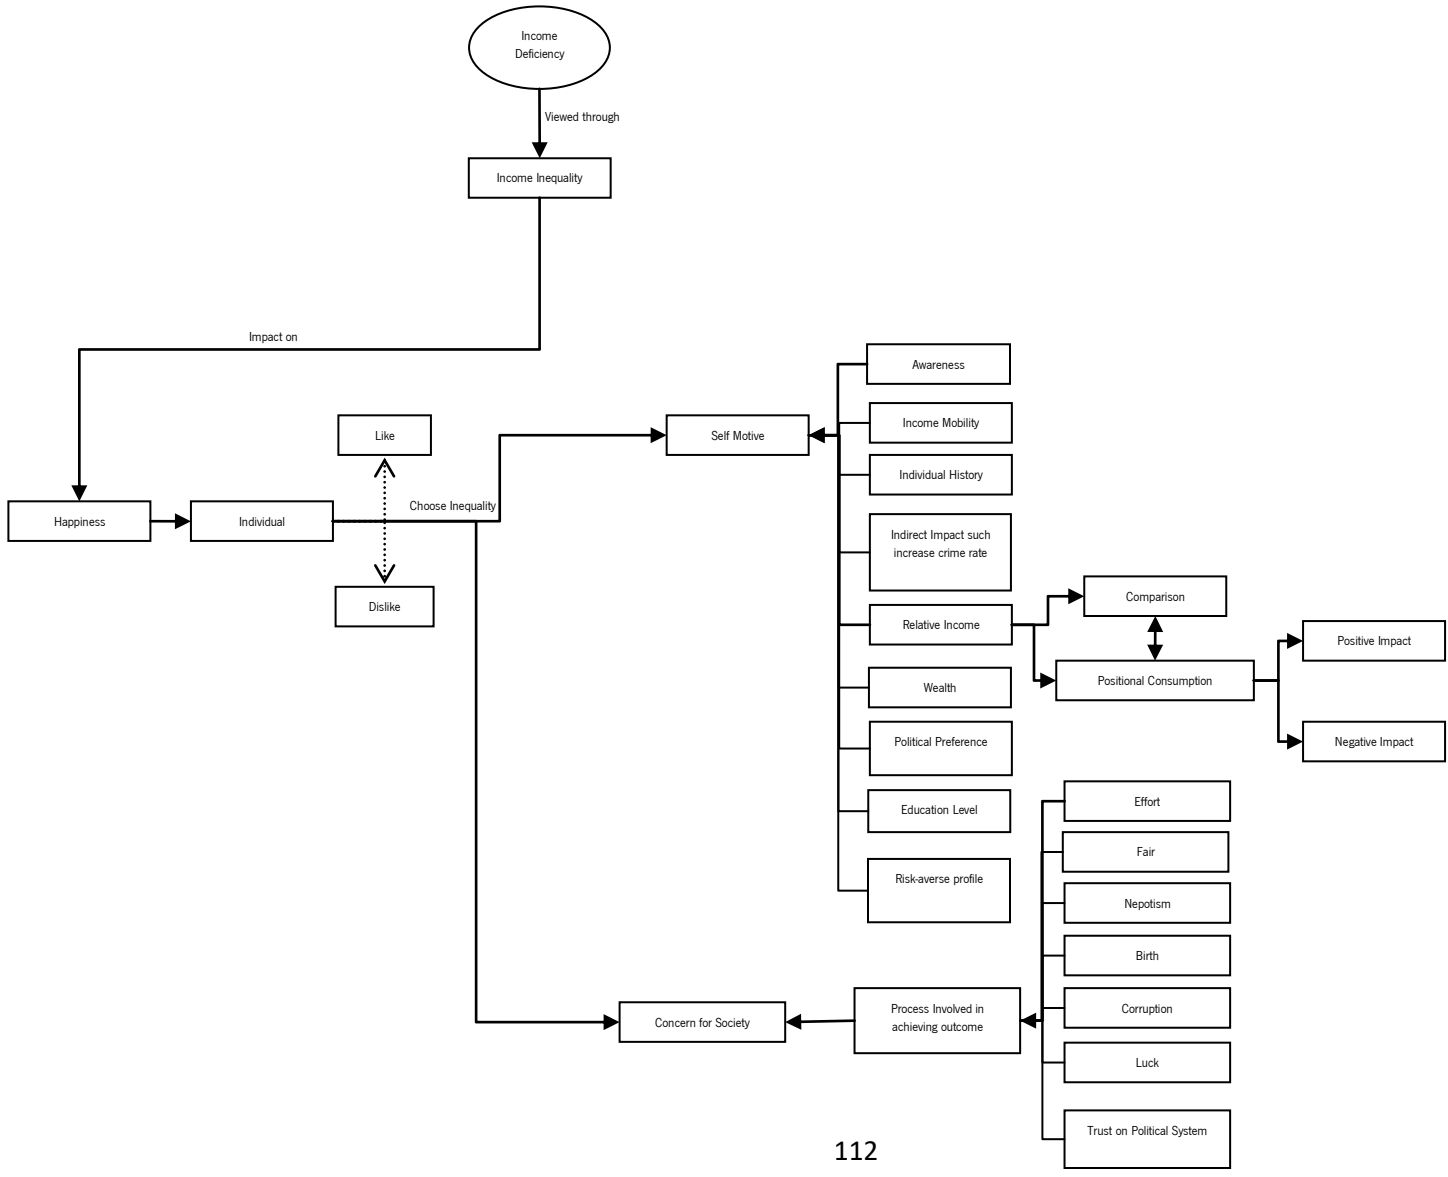 Income
Deficiency
Viewed through
Income Inequality
Impact on
Awareness
Like
Self Motive
Income Mobility
Individual History
Choose Inequality
Happiness
Individual
Indirect Impact such
increase crime rate
Dislike
Relative Income
Comparison
Positive Impact
Wealth
Positional Consumption
Political Preference
Negative Impact
Education Level
Effort
Fair
Risk-averse profile
Nepotism
Birth
Concern for Society
Process Involved in
achieving outcome
Corruption
Luck
Trust on Political System
112